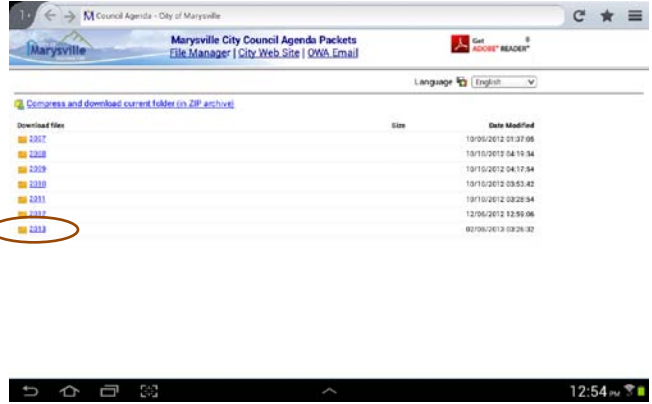 1+ Council Agenda - City of Marysville
Marysville
Marysville City Council Agenda Packets
File Manager | City Web Site | OWA Email
Get ADOBE® READER®
Language English
Compress and download current folder (in ZIP archive)
Download files Size Date Modified
2007 10/09/2012 01:37:05
2008 10/10/2012 04:19:34
2009 10/10/2012 04:17:54
2010 10/10/2012 03:53:42
2011 10/10/2012 03:28:54
2012 12/06/2012 12:59:06
2013 02/06/2013 03:26:32
12:54 PM